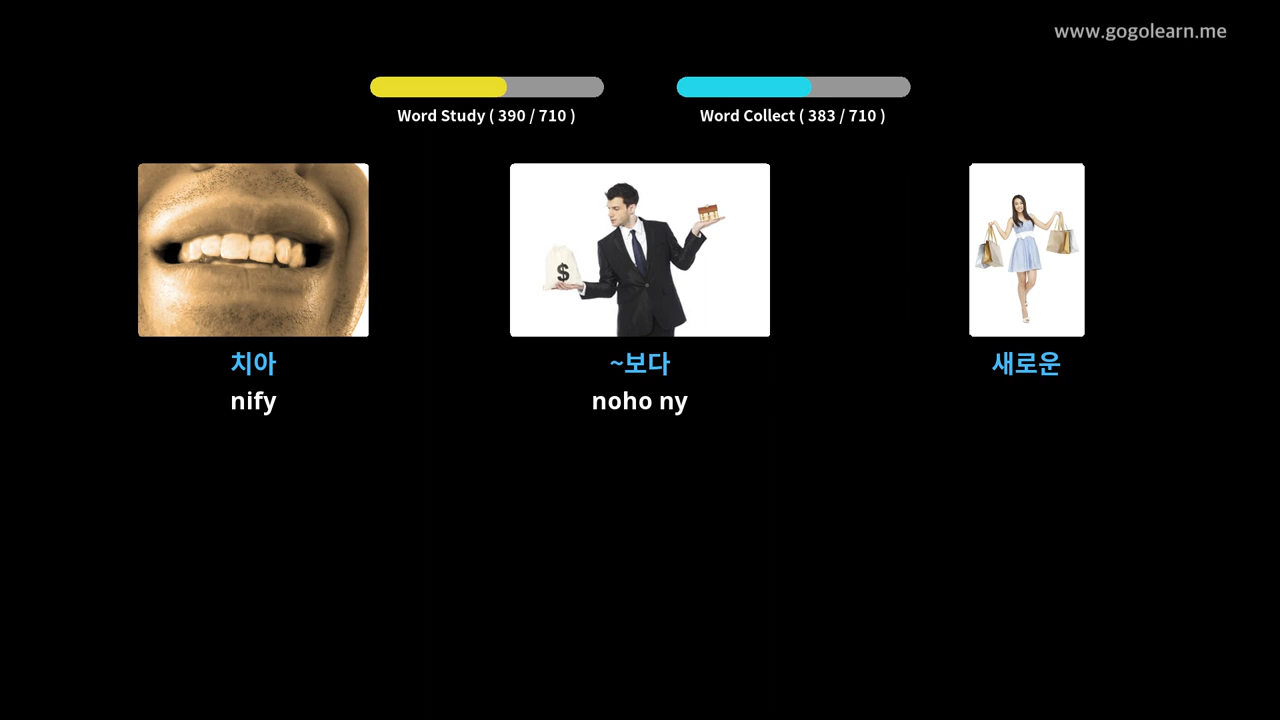 www.gogolearn.me
Word Study ( 390 / 710 )
Word Collect ( 383 / 710 )
$
치아
nify
~보다
noho ny
새로운